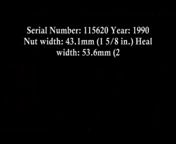 Serial Number: 115620 Year: 1990
Nut width: 43.1mm (1 5/8 in.) Heal
width: 53.6mm (2